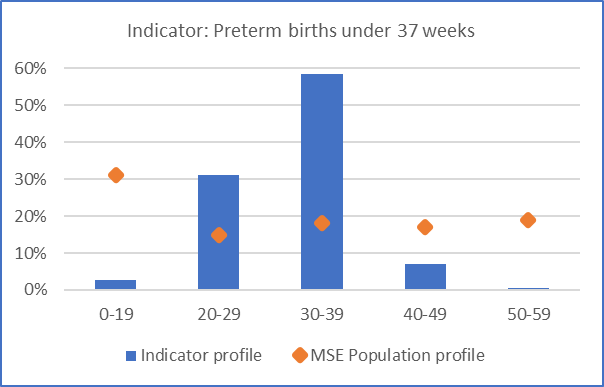 Indicator: Preterm births under 37 weeks
60%
50%
40%
30%
20%
10%
0%
0-19 20-29 30-39 40-49 50-59
Indicator profile MSE Population profile